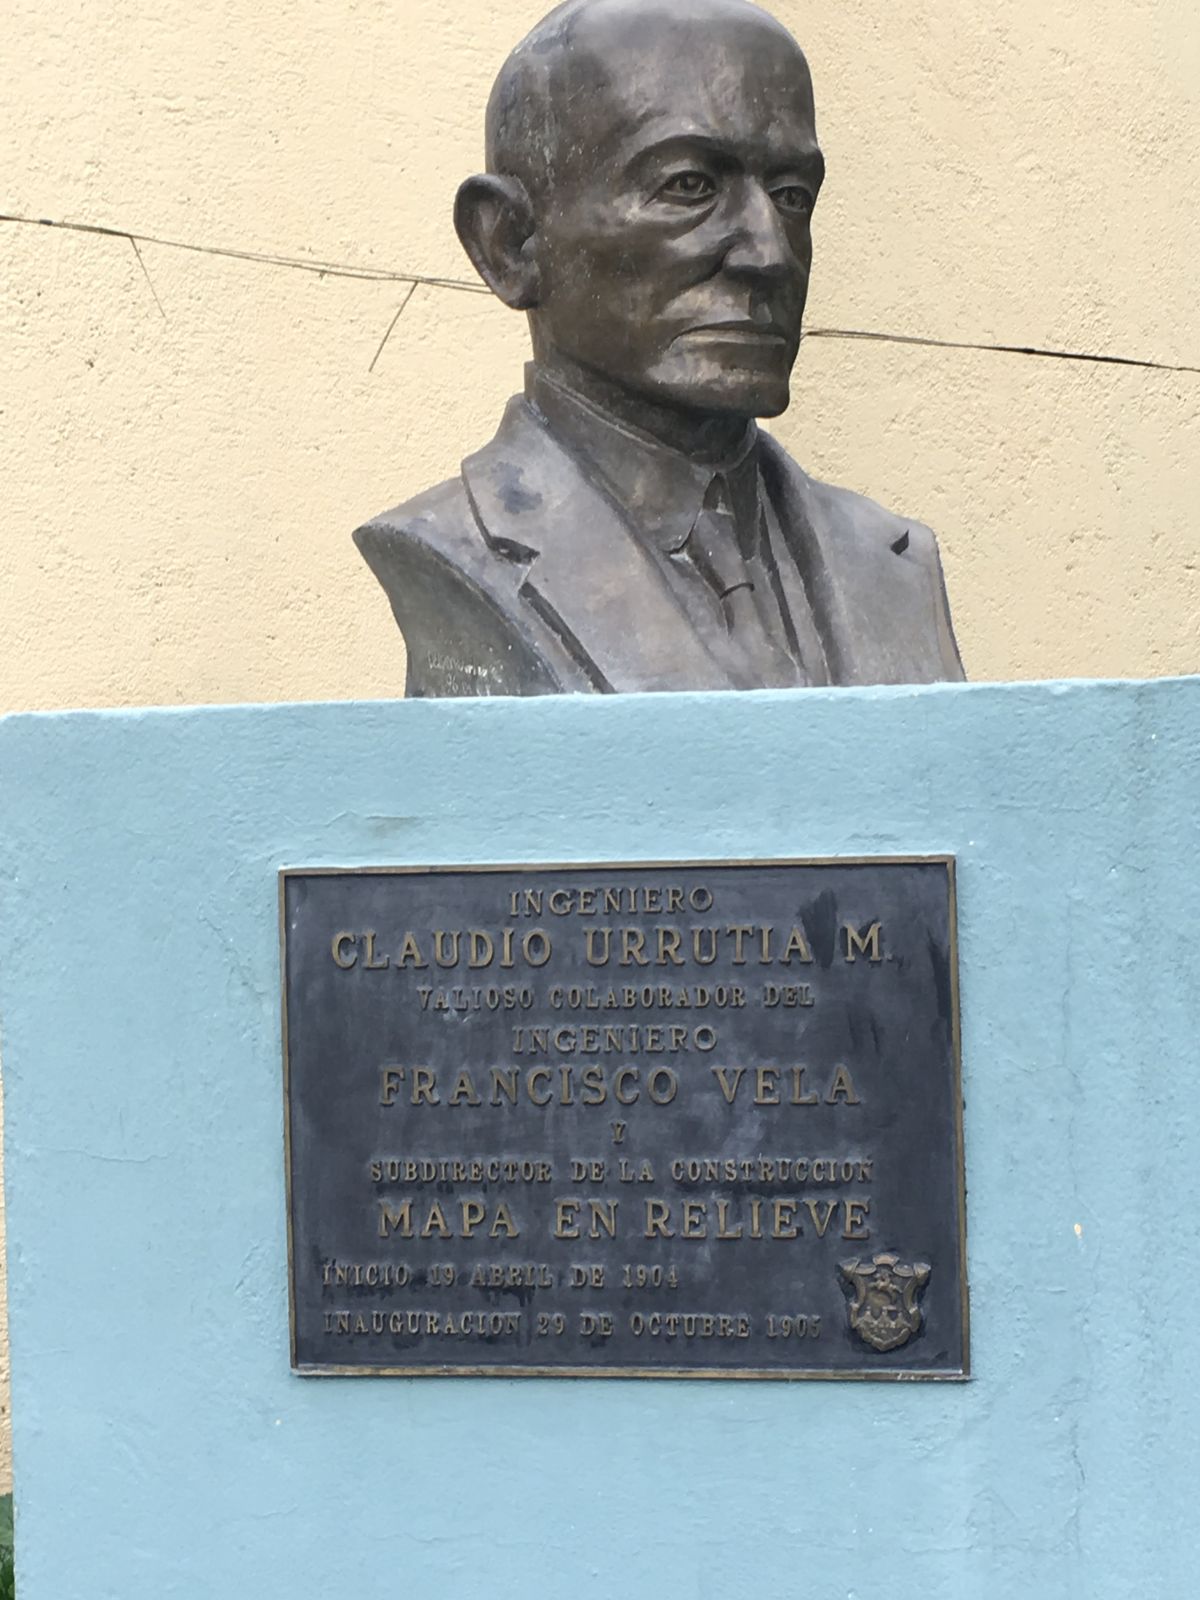 INGENIERO
CLAUDIO URRUTIA M.
VALIOSO COLABORADOR DEL
INGENIERO
FRANCISCO VELA
Y
SUBDIRECTOR DE LA CONSTRUCCION
MAPA EN RELIEVE
INICIO 19 ABRIL DE 1904
INAUGURACION 29 DE OCTUBRE 1905